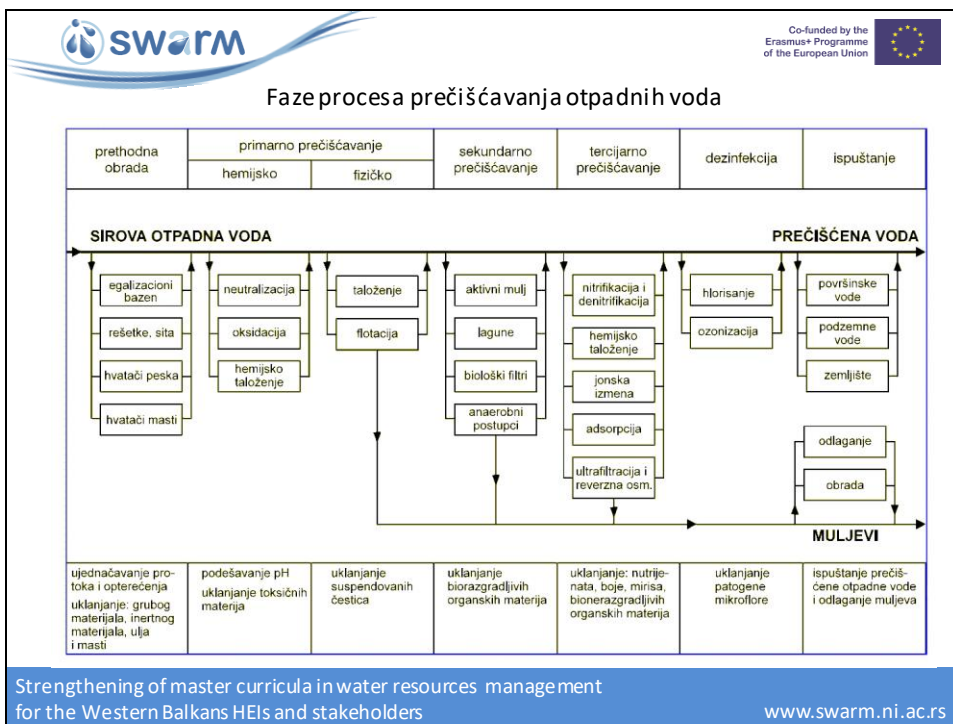 swarm
Co-funded by the
Erasmus+ Programme
of the European Union
Faze procesa prečišćavanja otpadnih voda
prethodna
obrada
primarno prečišćavanje
hemijsko
fizičko
sekundarno
prečišćavanje
tercijarno
prečišćavanje
dezinfekcija
ispuštanje
SIROVA OTPADNA VODA
PREČIŠĆENA VODA
egalizacioni
bazen
rešetke, sita
hvatači peska
hvatači masti
neutralizacija
oksidacija
hemijsko
taloženje
taloženje
flotacija
aktivni mulj
lagune
biološki filtri
anaerobni
postupci
nitrifikacija i
denitrifikacija
hemijsko
taloženje
jonska
izmena
adsorpcija
ultrafiltracija i
reverzna osm.
hlorisanje
ozonizacija
površinske
vode
podzemne
vode
zemljište
odlaganje
obrada
MULJEVI
ujednačavanje pro-
toka i opterećenja
uklanjanje: grubog
materijala, inertnog
materijala, ulja
i masti
podešavanje pH
uklanjanje toksičnih
materija
uklanjanje
suspendovanih
čestica
uklanjanje
biorazgradljivih
organskih materija
uklanjanje: nutrije-
nata, boje, mirisa,
bionerazgradljivih
organskih materija
uklanjanje
patogene
mikroflore
ispuštanje prečiš-
ćene otpadne vode
i odlaganje muljeva
Strengthening of master curricula in water resources management
for the Western Balkans HEIs and stakeholders
www.swarm.ni.ac.rs